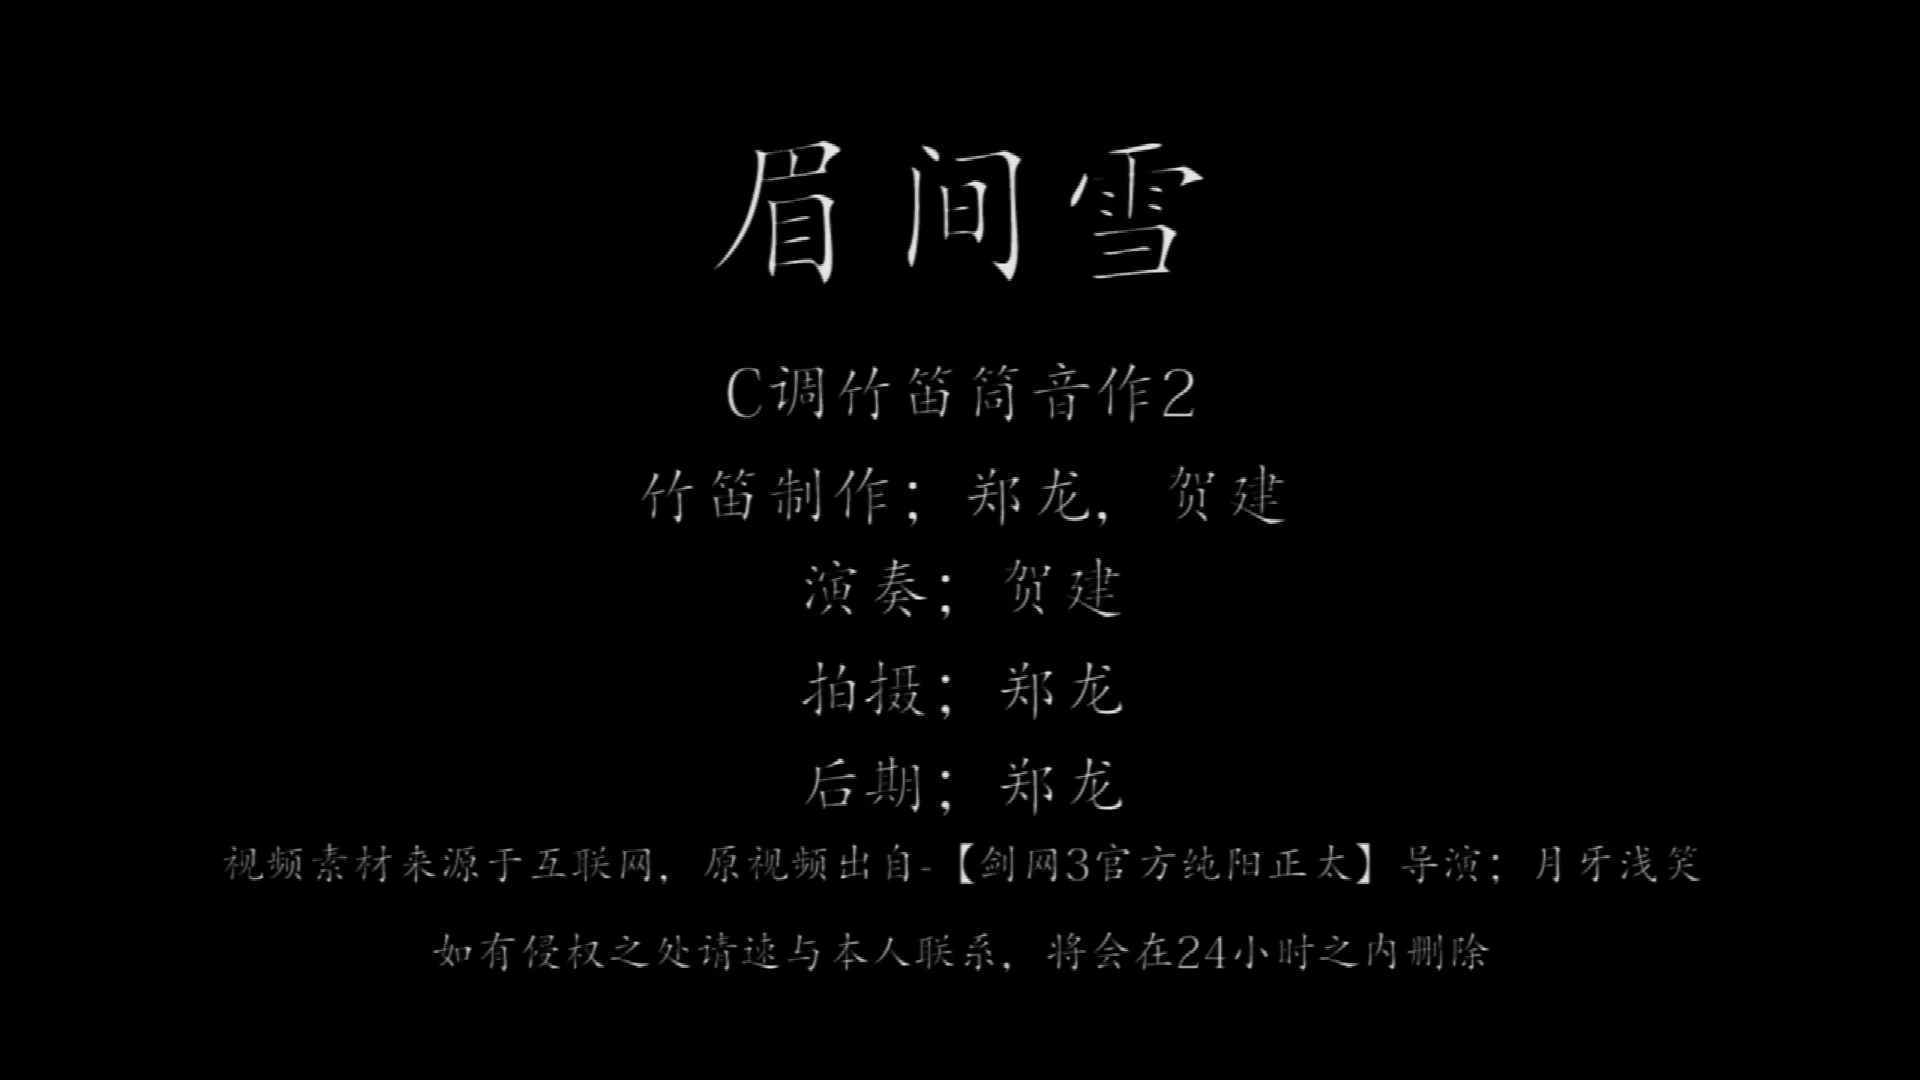 眉间雪
C调竹笛筒音作2
竹笛制作；郑龙，贺建
演奏；贺建
拍摄；郑龙
后期；郑龙
视频素材来源于互联网，原视频出自-【剑网3官方纯阳正太】导演；月牙浅笑
如有侵权之处请速与本人联系，将会在24小时之内删除